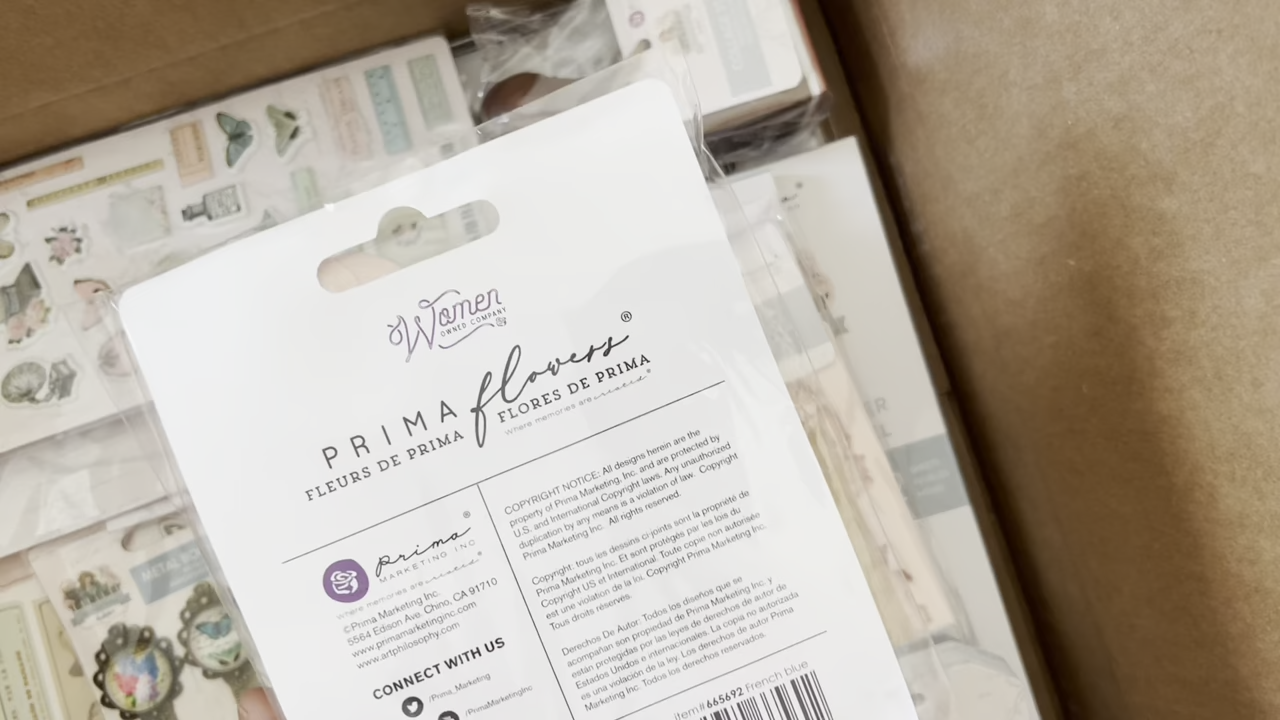 Women
OWNED COMPANY
PRIMA flowers®
FLEURS DE PRIMA FLORES DE PRIMA
where memories are created®
prima®
MARKETING INC
where memories are created®
©Prima Marketing Inc.
5564 Edison Ave. Chino, CA 91710
www.primamarketinginc.com
www.artphilosophy.com
CONNECT WITH US
/Prima_Marketing
/PrimaMarketingInc
COPYRIGHT NOTICE: All designs herein are the
property of Prima Marketing, Inc. and are protected by
U.S. and International Copyright laws. Any unauthorized
duplication by any means is a violation of law. Copyright
Prima Marketing Inc. All rights reserved.
Copyright: tous les dessins ci-joints sont la propriété de
Prima Marketing Inc. Et sont protégés par les lois du
Copyright US et International. Toute copie non autorisée
est une violation de la loi. Copyright Prima Marketing Inc.
Tous droits reserves.
Derechos De Autor: Todos los diseños que se
acompañan son propiedad de Prima Marketing Inc. y
están protegidas por las leyes de derechos de autor de
Estados Unidos e internacionales. La copia no autorizada
es una violación de la ley. Los derechos de autor Prima
Marketing Inc. Todos los derechos reservados.
Item# 665692 French blue
METAL